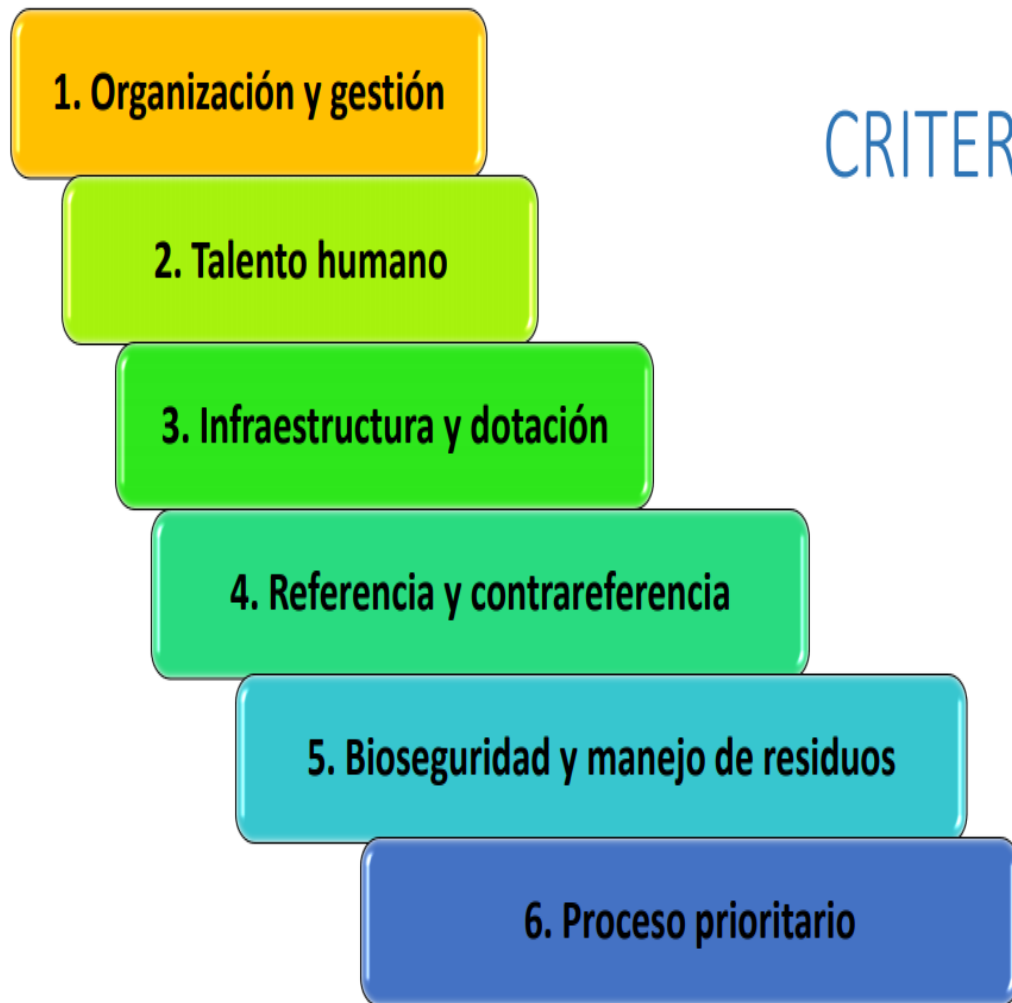 1. Organización y gestión
CRITER
2. Talento humano
3. Infraestructura y dotación
4. Referencia y contrareferencia
5. Bioseguridad y manejo de residuos
6. Proceso prioritario